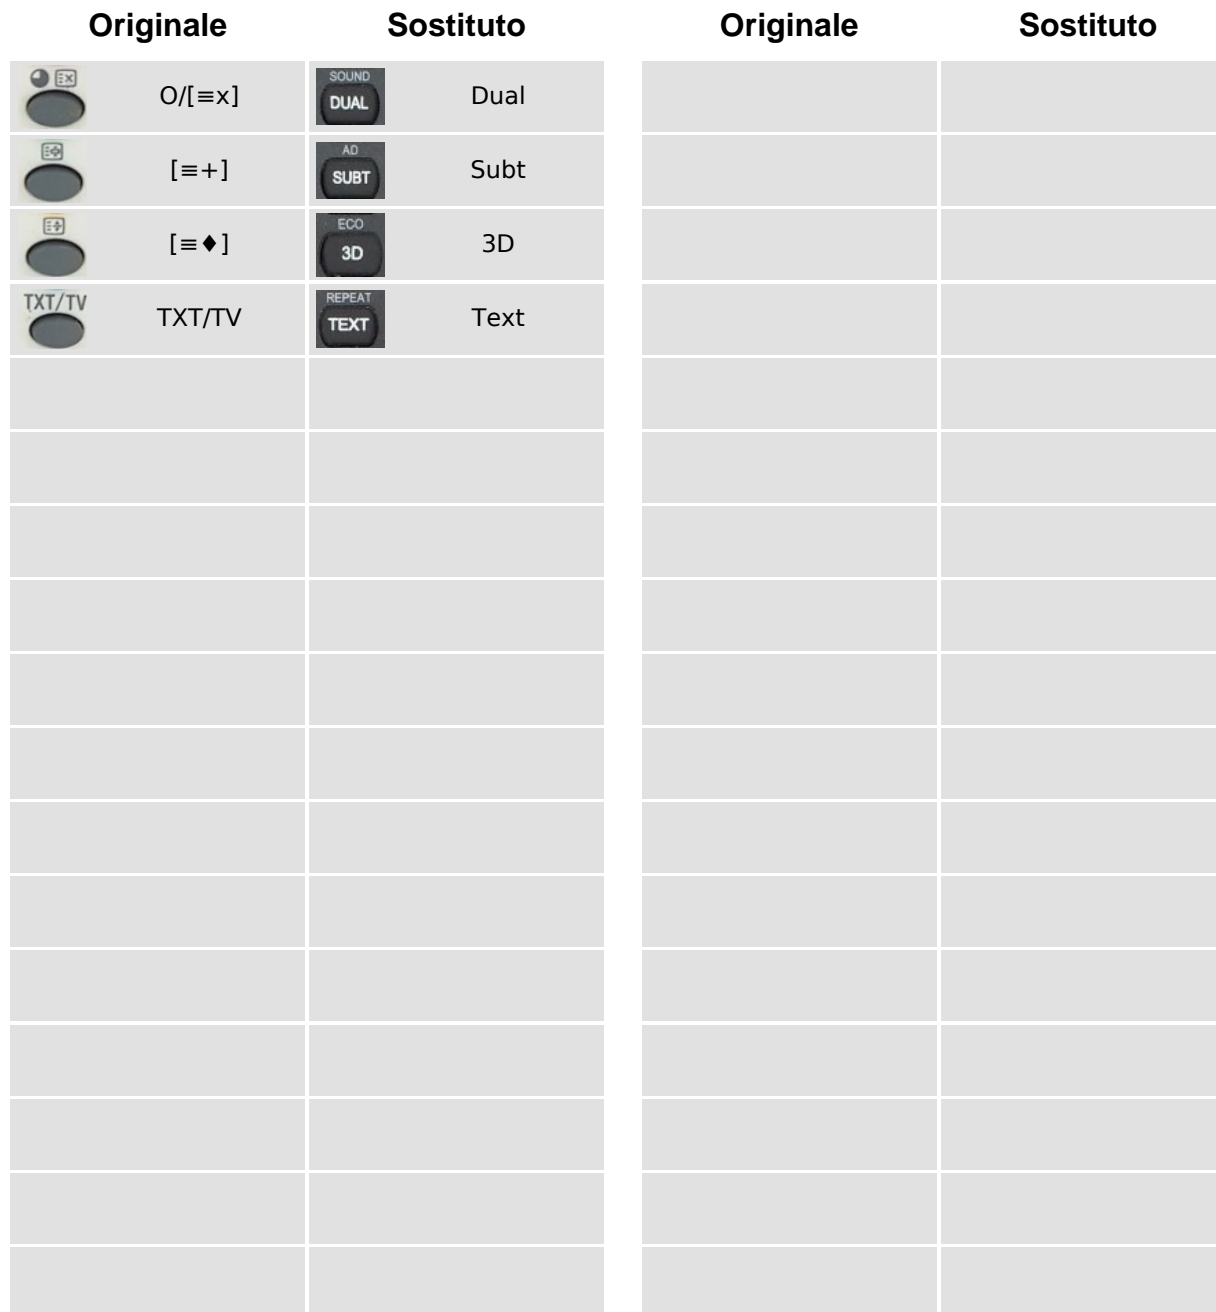 Originale Sostituto Originale Sostituto
O/[≡x] SOUND DUAL Dual
[≡+] AD SUBT Subt
[≡♦] ECO 3D 3D
TXT/TV TXT/TV REPEAT TEXT Text